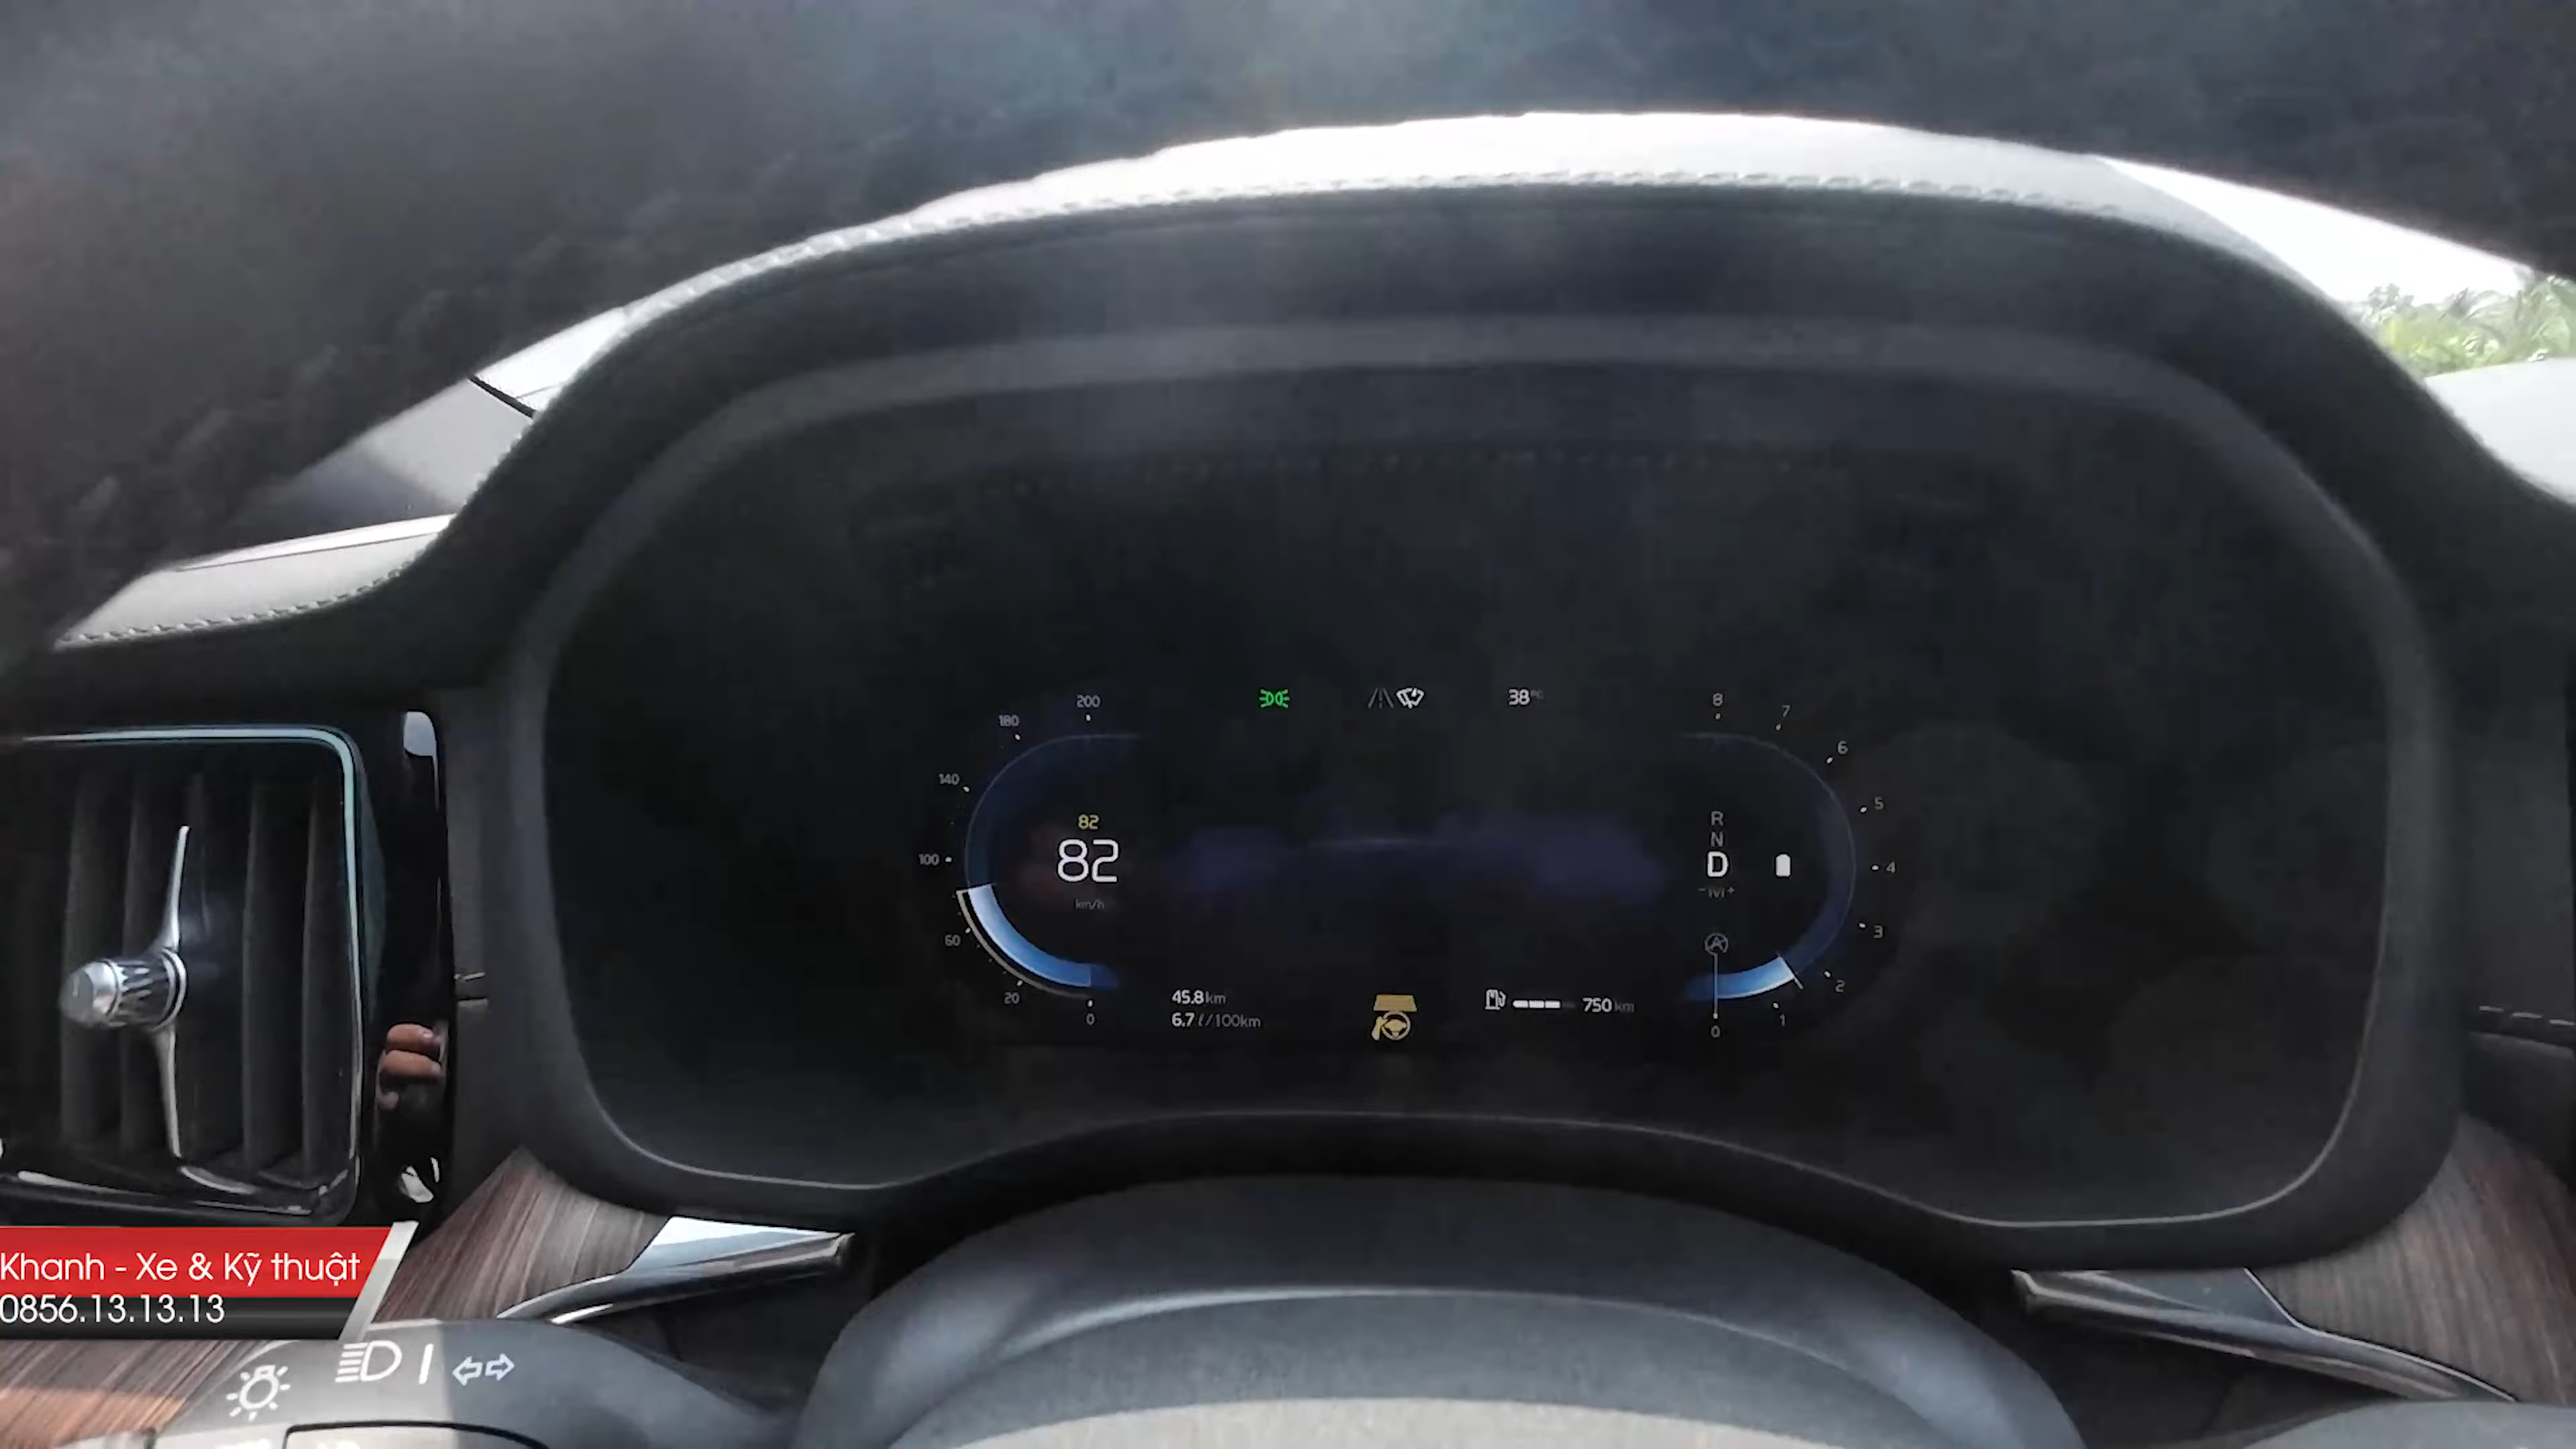 200
180
140
100
60
20
0
82
82
km/h
38°C
8
7
6
5
4
3
2
1
0
R
N
D
-M+
45.8 km
6.7 ℓ/100km
750 km
Khanh - Xe & Kỹ thuật
0856.13.13.13